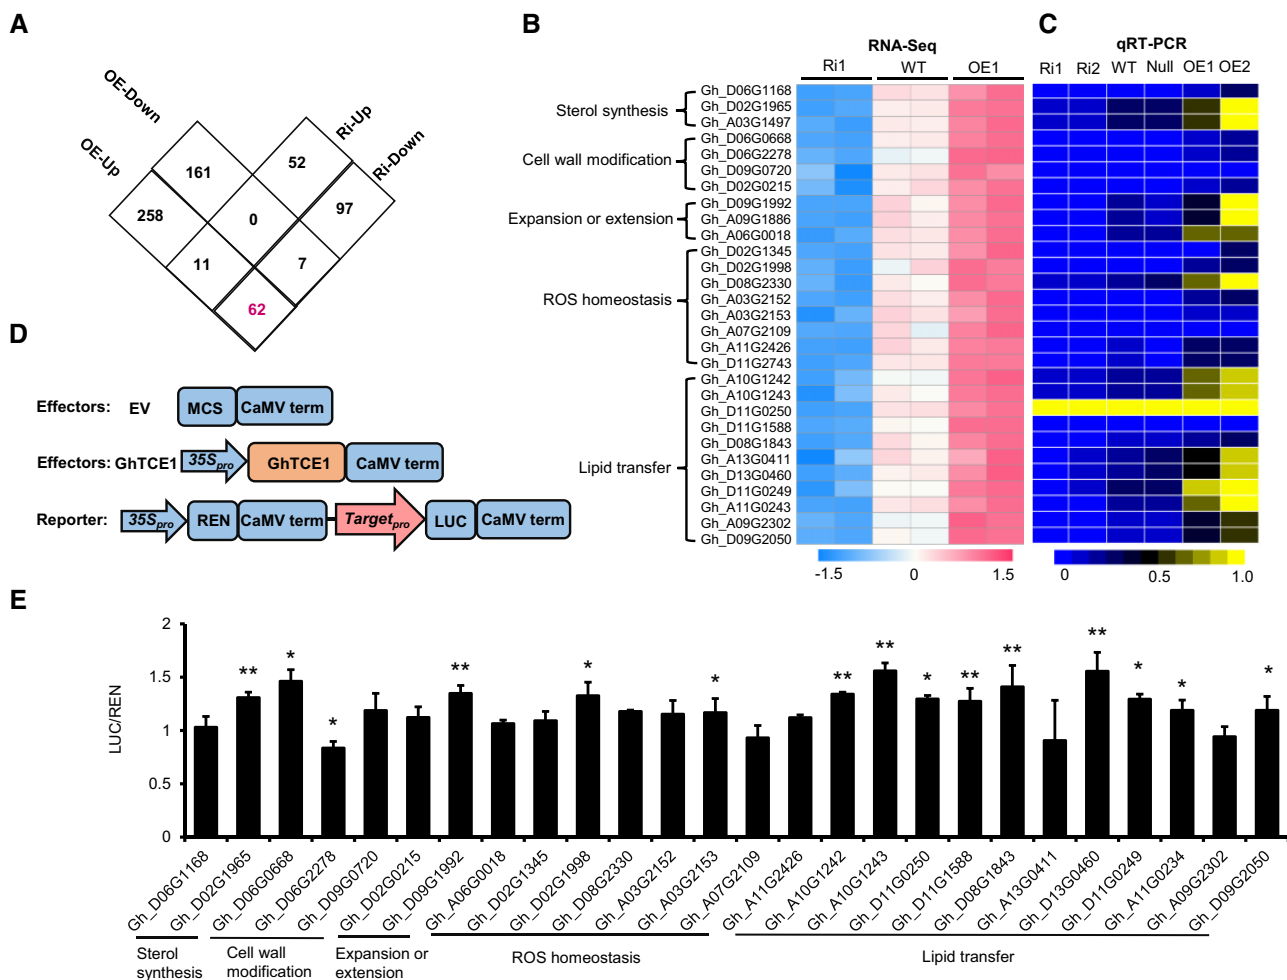 A
OE-Down
OE-Up
Ri-Up
Ri-Down
161
52
258
0
97
11
7
62
B
RNA-Seq
Ri1
WT
OE1
Sterol synthesis
Cell wall modification
Expansion or extension
ROS homeostasis
Lipid transfer
Gh_D06G1168
Gh_D02G1965
Gh_A03G1497
Gh_D06G0668
Gh_D06G2278
Gh_D09G0720
Gh_D02G0215
Gh_D09G1992
Gh_A09G1886
Gh_A06G0018
Gh_D02G1345
Gh_D02G1998
Gh_D08G2330
Gh_A03G2152
Gh_A03G2153
Gh_A07G2109
Gh_A11G2426
Gh_D11G2743
Gh_A10G1242
Gh_A10G1243
Gh_D11G0250
Gh_D11G1588
Gh_D08G1843
Gh_A13G0411
Gh_D13G0460
Gh_D11G0249
Gh_A11G0243
Gh_A09G2302
Gh_D09G2050
-1.5 0 1.5
C
qRT-PCR
Ri1 Ri2 WT Null OE1 OE2
0 0.5 1.0
D
Effectors: EV MCS CaMV term
Effectors: GhTCE1 35Spro GhTCE1 CaMV term
Reporter: 35Spro REN CaMV term Targetpro LUC CaMV term
E
LUC/REN
2
1.5
1
0.5
0
** * * ** * * ** ** * ** ** ** * * *
Gh_D06G1168
Gh_D02G1965
Gh_D06G0668
Gh_D06G2278
Gh_D09G0720
Gh_D02G0215
Gh_D09G1992
Gh_A06G0018
Gh_D02G1345
Gh_D02G1998
Gh_D08G2330
Gh_A03G2152
Gh_A03G2153
Gh_A07G2109
Gh_A11G2426
Gh_A10G1242
Gh_A10G1243
Gh_D11G0250
Gh_D11G1588
Gh_D08G1843
Gh_A13G0411
Gh_D13G0460
Gh_D11G0249
Gh_A11G0234
Gh_A09G2302
Gh_D09G2050
Sterol
synthesis
Cell wall
modification
Expansion or
extension
ROS homeostasis
Lipid transfer